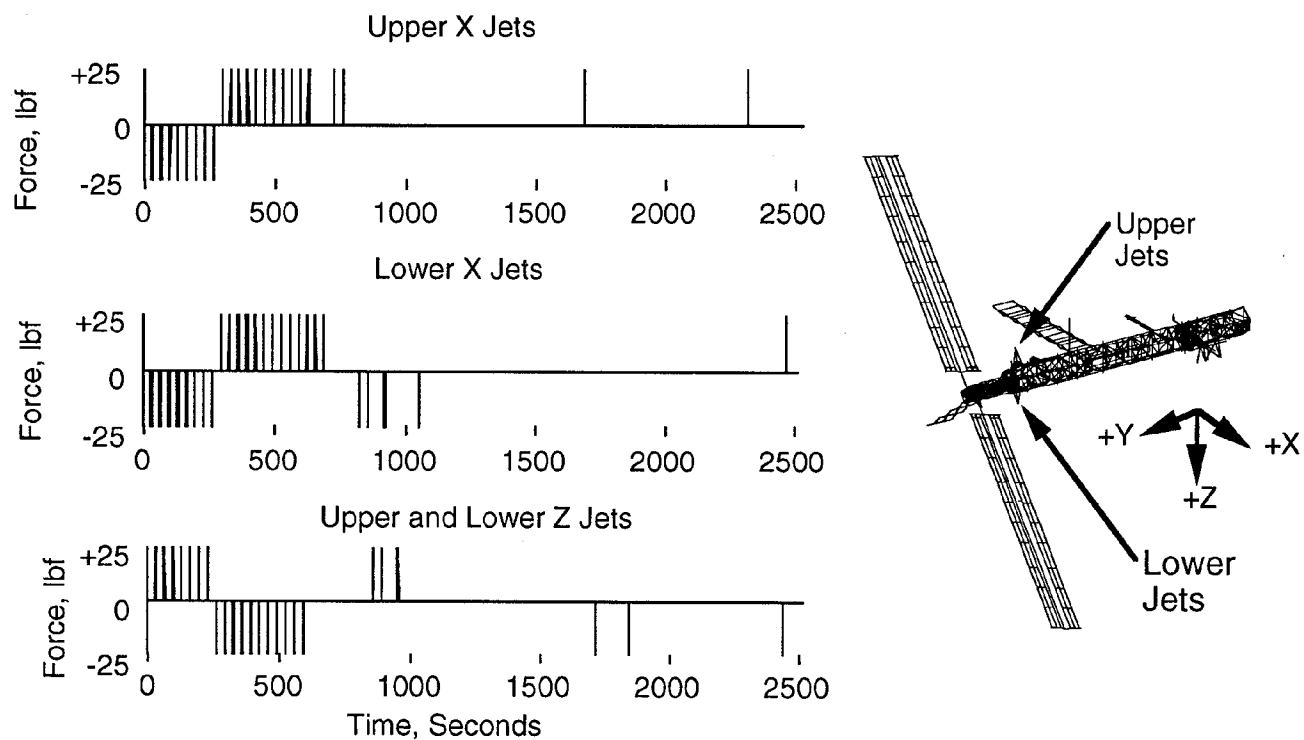 Upper X Jets
+25
0
-25
Force, lbf
0 500 1000 1500 2000 2500
Lower X Jets
+25
0
-25
Force, lbf
0 500 1000 1500 2000 2500
Upper and Lower Z Jets
+25
0
-25
Force, lbf
0 500 1000 1500 2000 2500
Time, Seconds
Upper
Jets
+Y
+X
+Z
Lower
Jets